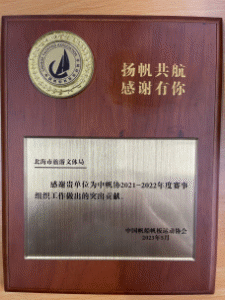 扬帆共航
感谢有你
北海市旅游文体局
感谢贵单位为中帆协2021-2022年度赛事
组织工作做出的突出贡献。
中国帆船帆板运动协会
2023年5月